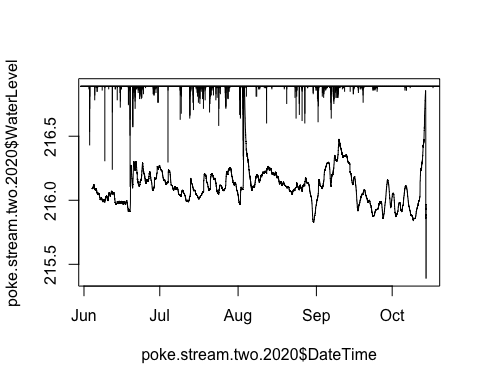 poke.stream.two.2020$WaterLevel
216.5
216.0
215.5
Jun Jul Aug Sep Oct
poke.stream.two.2020$DateTime